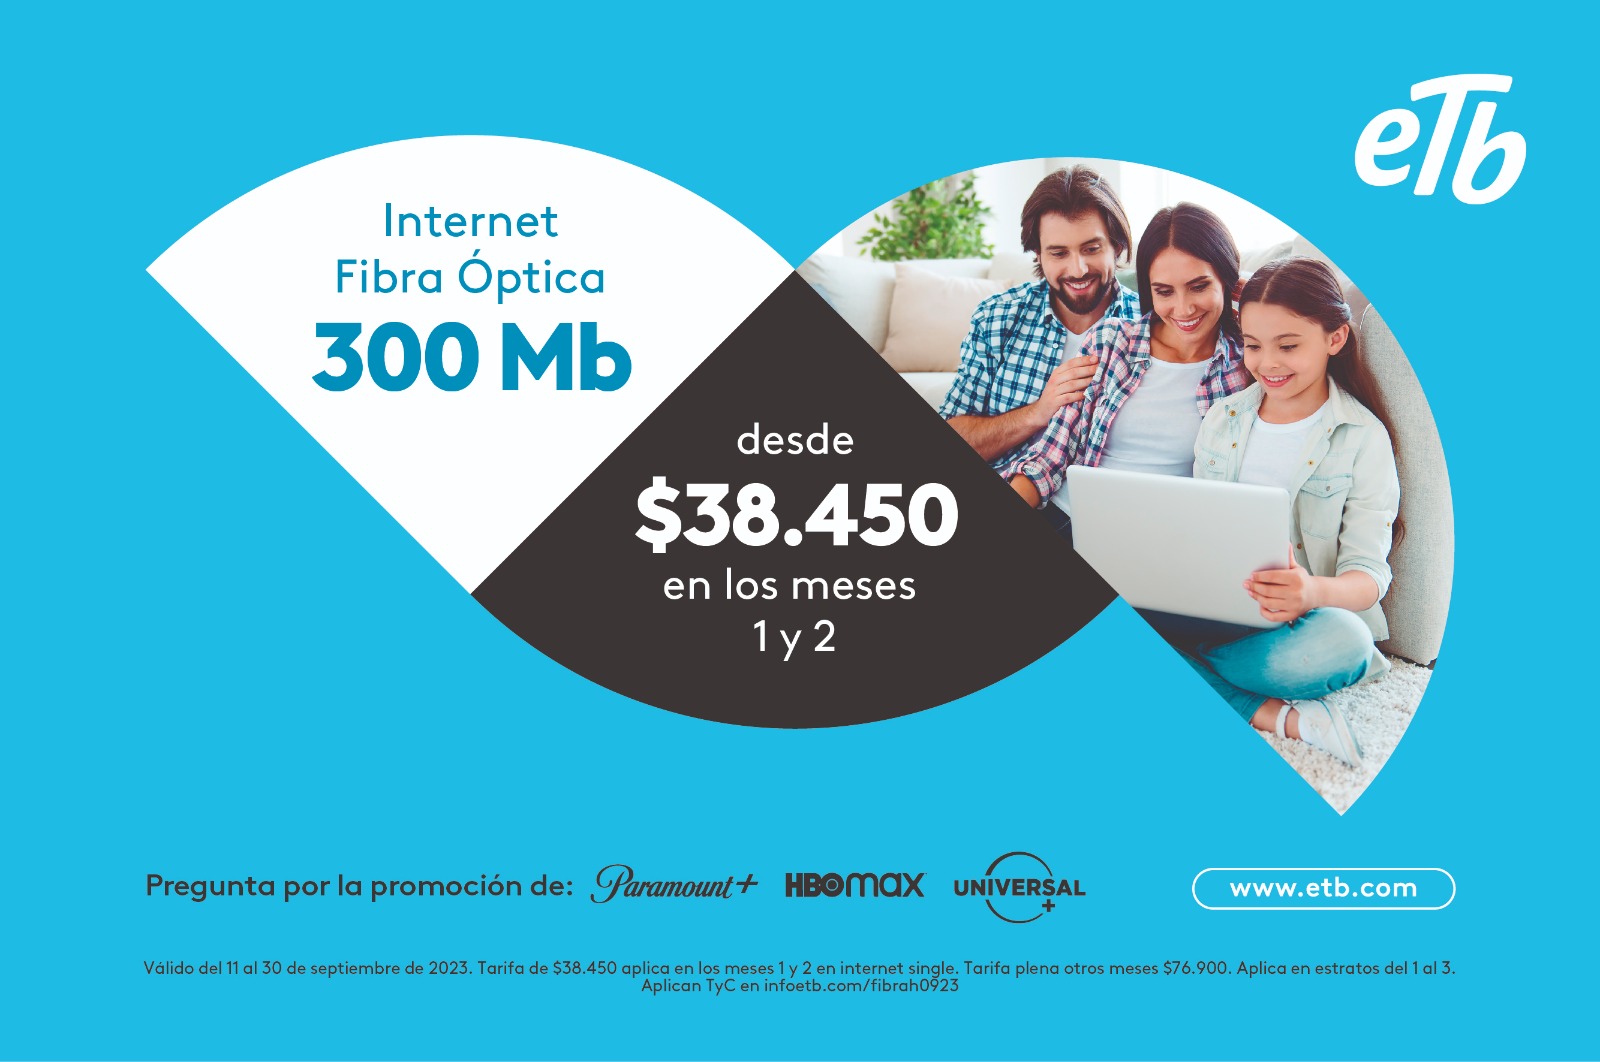 eTb
Internet
Fibra Óptica
300 Mb
desde
$38.450
en los meses
1 y 2
Pregunta por la promoción de: Paramount+ HBOmax UNIVERSAL+
www.etb.com
Válido del 11 al 30 de septiembre de 2023. Tarifa de $38.450 aplica en los meses 1 y 2 en internet single. Tarifa plena otros meses $76.900. Aplica en estratos del 1 al 3.
Aplican TyC en infoetb.com/fibrah0923